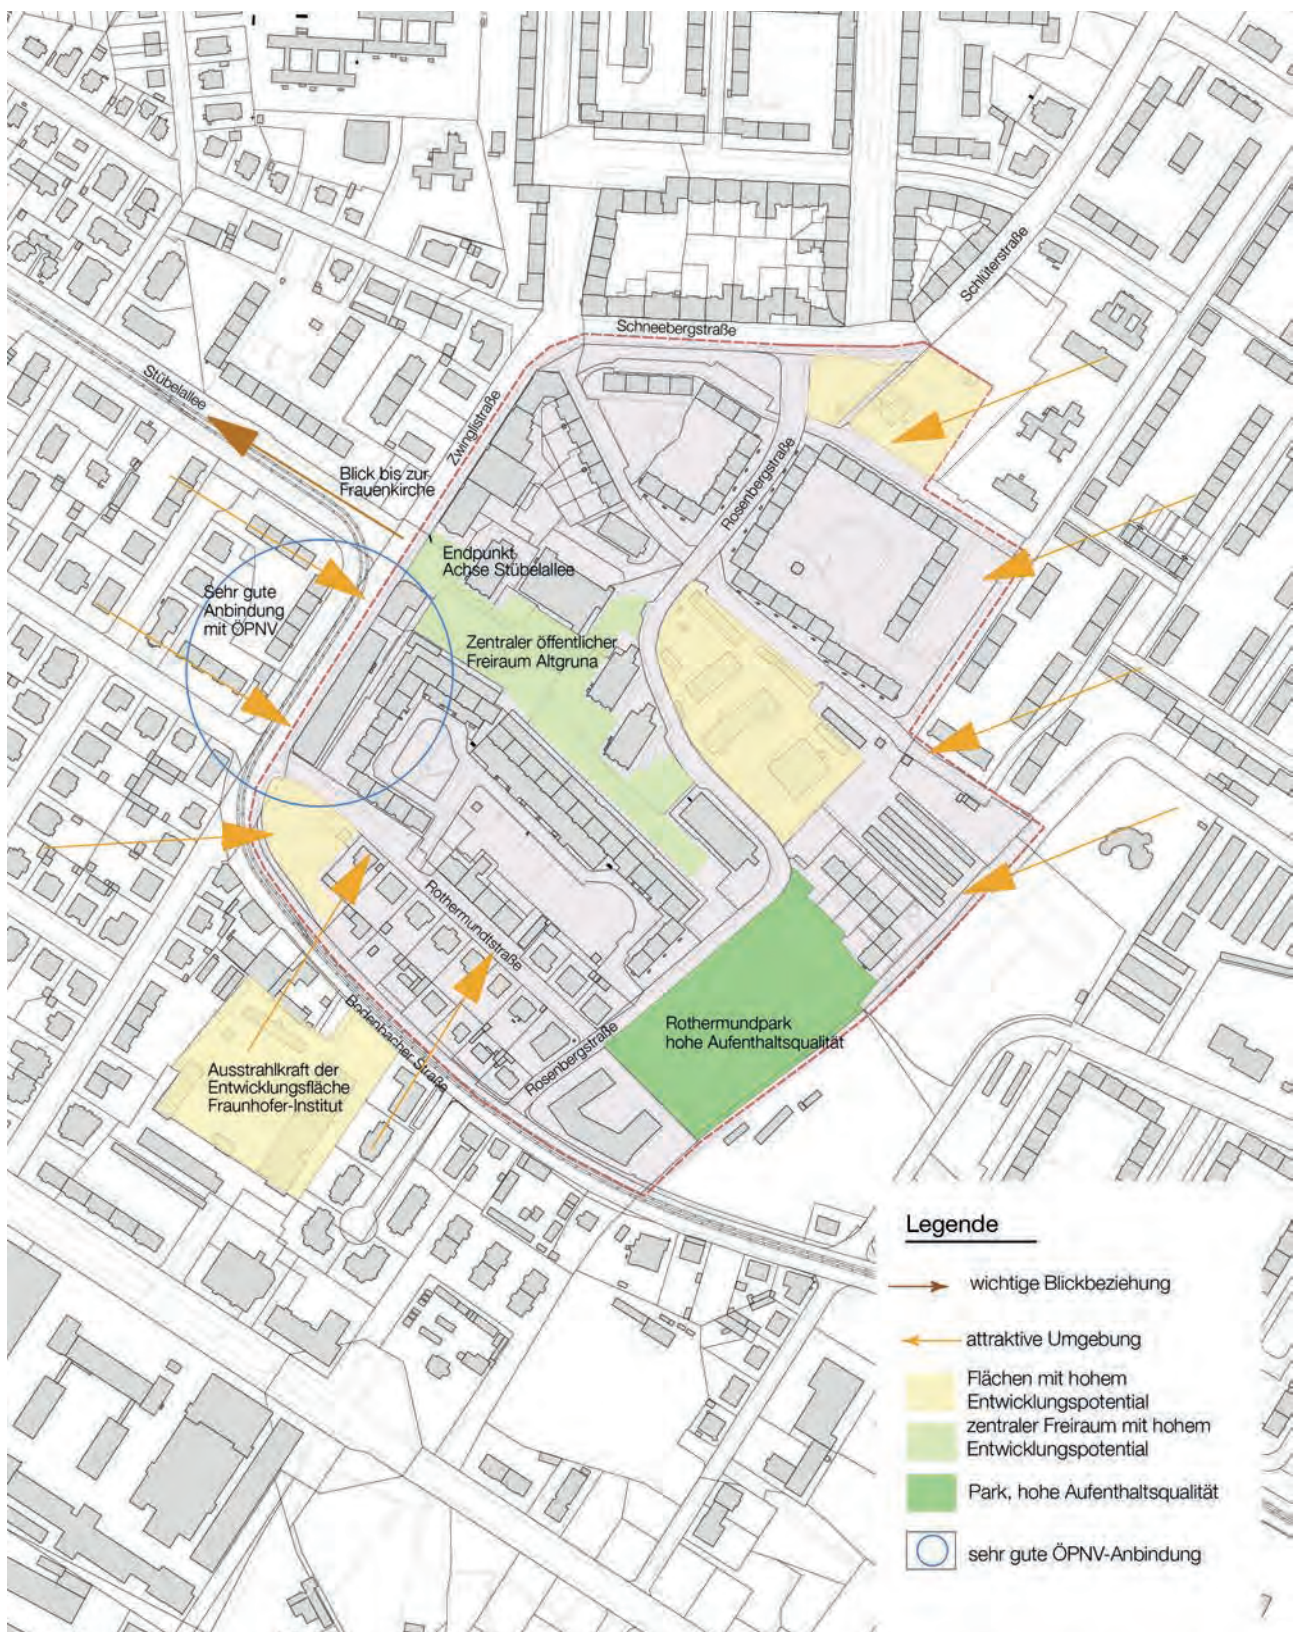 Schneebergstraße
Schlüterstraße
Stübelallee
Zwinglistraße
Blick bis zur
Frauenkirche
Rosenbergstraße
Endpunkt
Achse Stübelallee
Sehr gute
Anbindung
mit ÖPNV
Zentraler öffentlicher
Freiraum Altgruna
Rothermundtstraße
Bodenbacher Straße
Rosenbergstraße
Rothermundpark
hohe Aufenthaltsqualität
Ausstrahlkraft der
Entwicklungsfläche
Fraunhofer-Institut
Legende
wichtige Blickbeziehung
attraktive Umgebung
Flächen mit hohem
Entwicklungspotential
zentraler Freiraum mit hohem
Entwicklungspotential
Park, hohe Aufenthaltsqualität
sehr gute ÖPNV-Anbindung